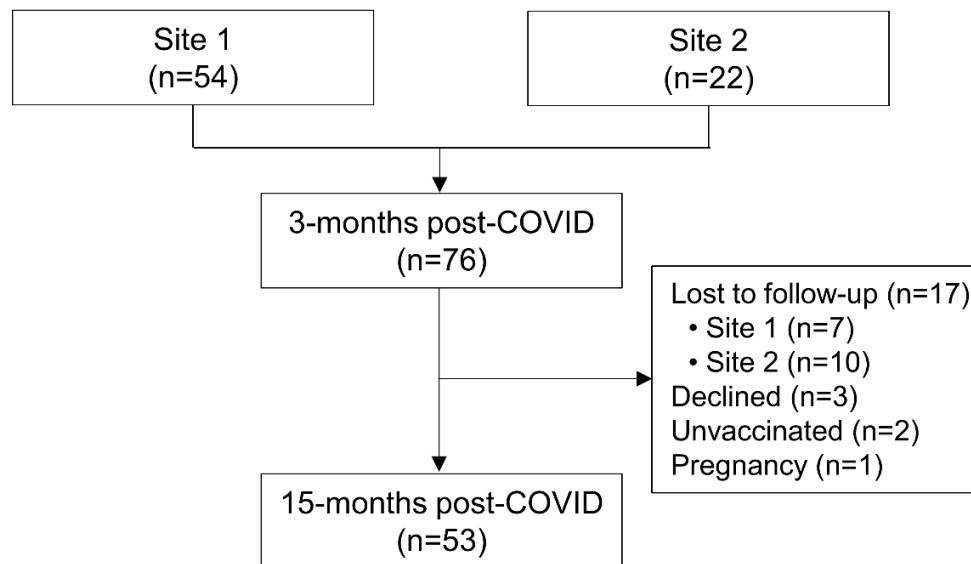 Site 1
(n=54)
Site 2
(n=22)
3-months post-COVID
(n=76)
Lost to follow-up (n=17)
• Site 1 (n=7)
• Site 2 (n=10)
Declined (n=3)
Unvaccinated (n=2)
Pregnancy (n=1)
15-months post-COVID
(n=53)